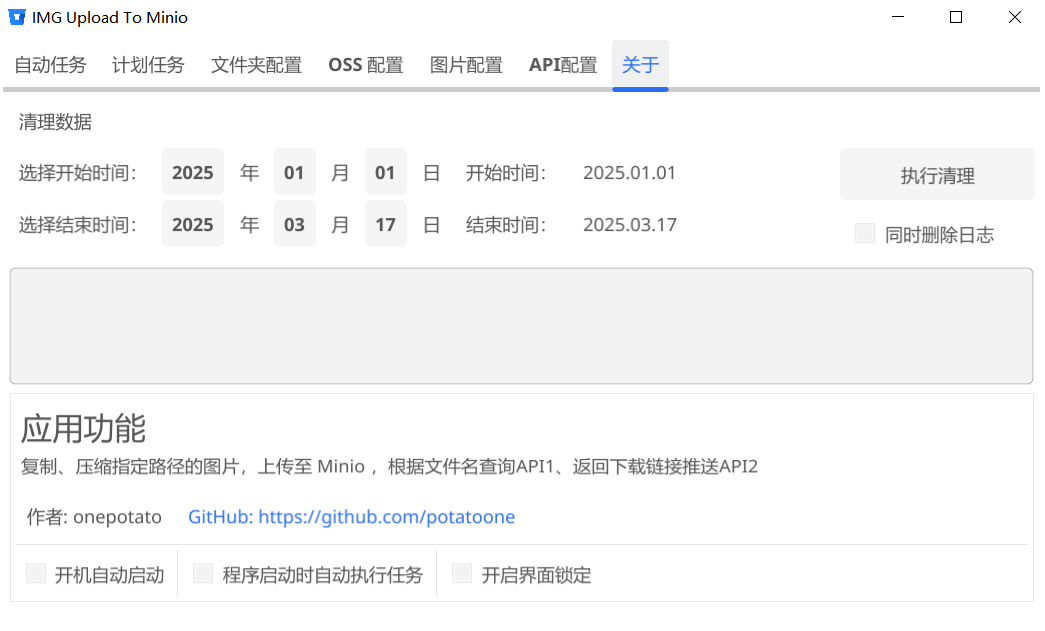 IMG Upload To Minio
自动任务 计划任务 文件夹配置 OSS 配置 图片配置 API配置 关于
清理数据
选择开始时间： 2025 年 01 月 01 日 开始时间： 2025.01.01 执行清理
选择结束时间： 2025 年 03 月 17 日 结束时间： 2025.03.17
同时删除日志
应用功能
复制、压缩指定路径的图片，上传至 Minio ，根据文件名查询API1、返回下载链接推送API2
作者: onepotato GitHub: https://github.com/potatoone
开机自动启动 程序启动时自动执行任务 开启界面锁定